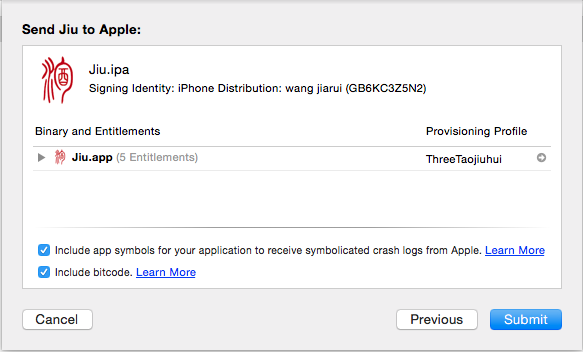 Send Jiu to Apple:
酒
Jiu.ipa
Signing Identity: iPhone Distribution: wang jiarui (GB6KC3Z5N2)
Binary and Entitlements Provisioning Profile
Jiu.app (5 Entitlements) ThreeTaojiuhui
Include app symbols for your application to receive symbolicated crash logs from Apple. Learn More
Include bitcode. Learn More
Cancel Previous Submit